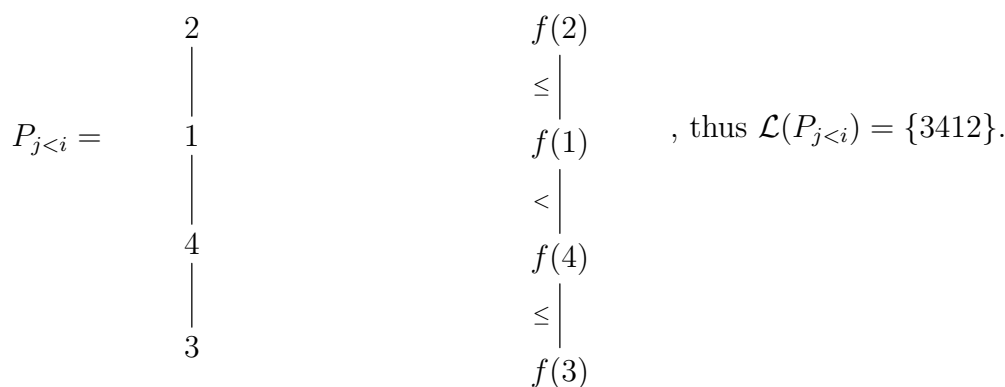 2 f(2)
≤
P_{j<i} = 1 f(1) , thus 𝓛(P_{j<i}) = {3412}.
<
4 f(4)
≤
3 f(3)